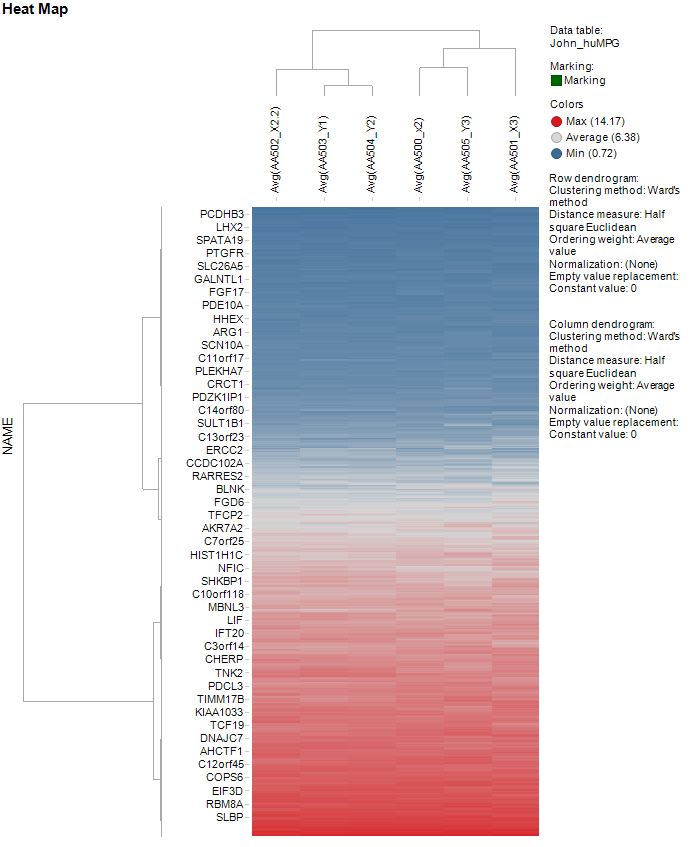 Heat Map
Avg(AA502_X2.2)
Avg(AA503_Y1)
Avg(AA504_Y2)
Avg(AA500_x2)
Avg(AA505_Y3)
Avg(AA501_X3)
Data table:
John_huMPG
Marking:
Marking
Colors
Max (14.17)
Average (6.38)
Min (0.72)
Row dendrogram:
Clustering method: Ward's
method
Distance measure: Half
square Euclidean
Ordering weight: Average
value
Normalization: (None)
Empty value replacement:
Constant value: 0
Column dendrogram:
Clustering method: Ward's
method
Distance measure: Half
square Euclidean
Ordering weight: Average
value
Normalization: (None)
Empty value replacement:
Constant value: 0
NAME
PCDHB3
LHX2
SPATA19
PTGFR
SLC26A5
GALNTL1
FGF17
PDE10A
HHEX
ARG1
SCN10A
C11orf17
PLEKHA7
CRCT1
PDZK1IP1
C14orf80
SULT1B1
C13orf23
ERCC2
CCDC102A
RARRES2
BLNK
FGD6
TFCP2
AKR7A2
C7orf25
HIST1H1C
NFIC
SHKBP1
C10orf118
MBNL3
LIF
IFT20
C3orf14
CHERP
TNK2
PDCL3
TIMM17B
KIAA1033
TCF19
DNAJC7
AHCTF1
C12orf45
COPS6
EIF3D
RBM8A
SLBP